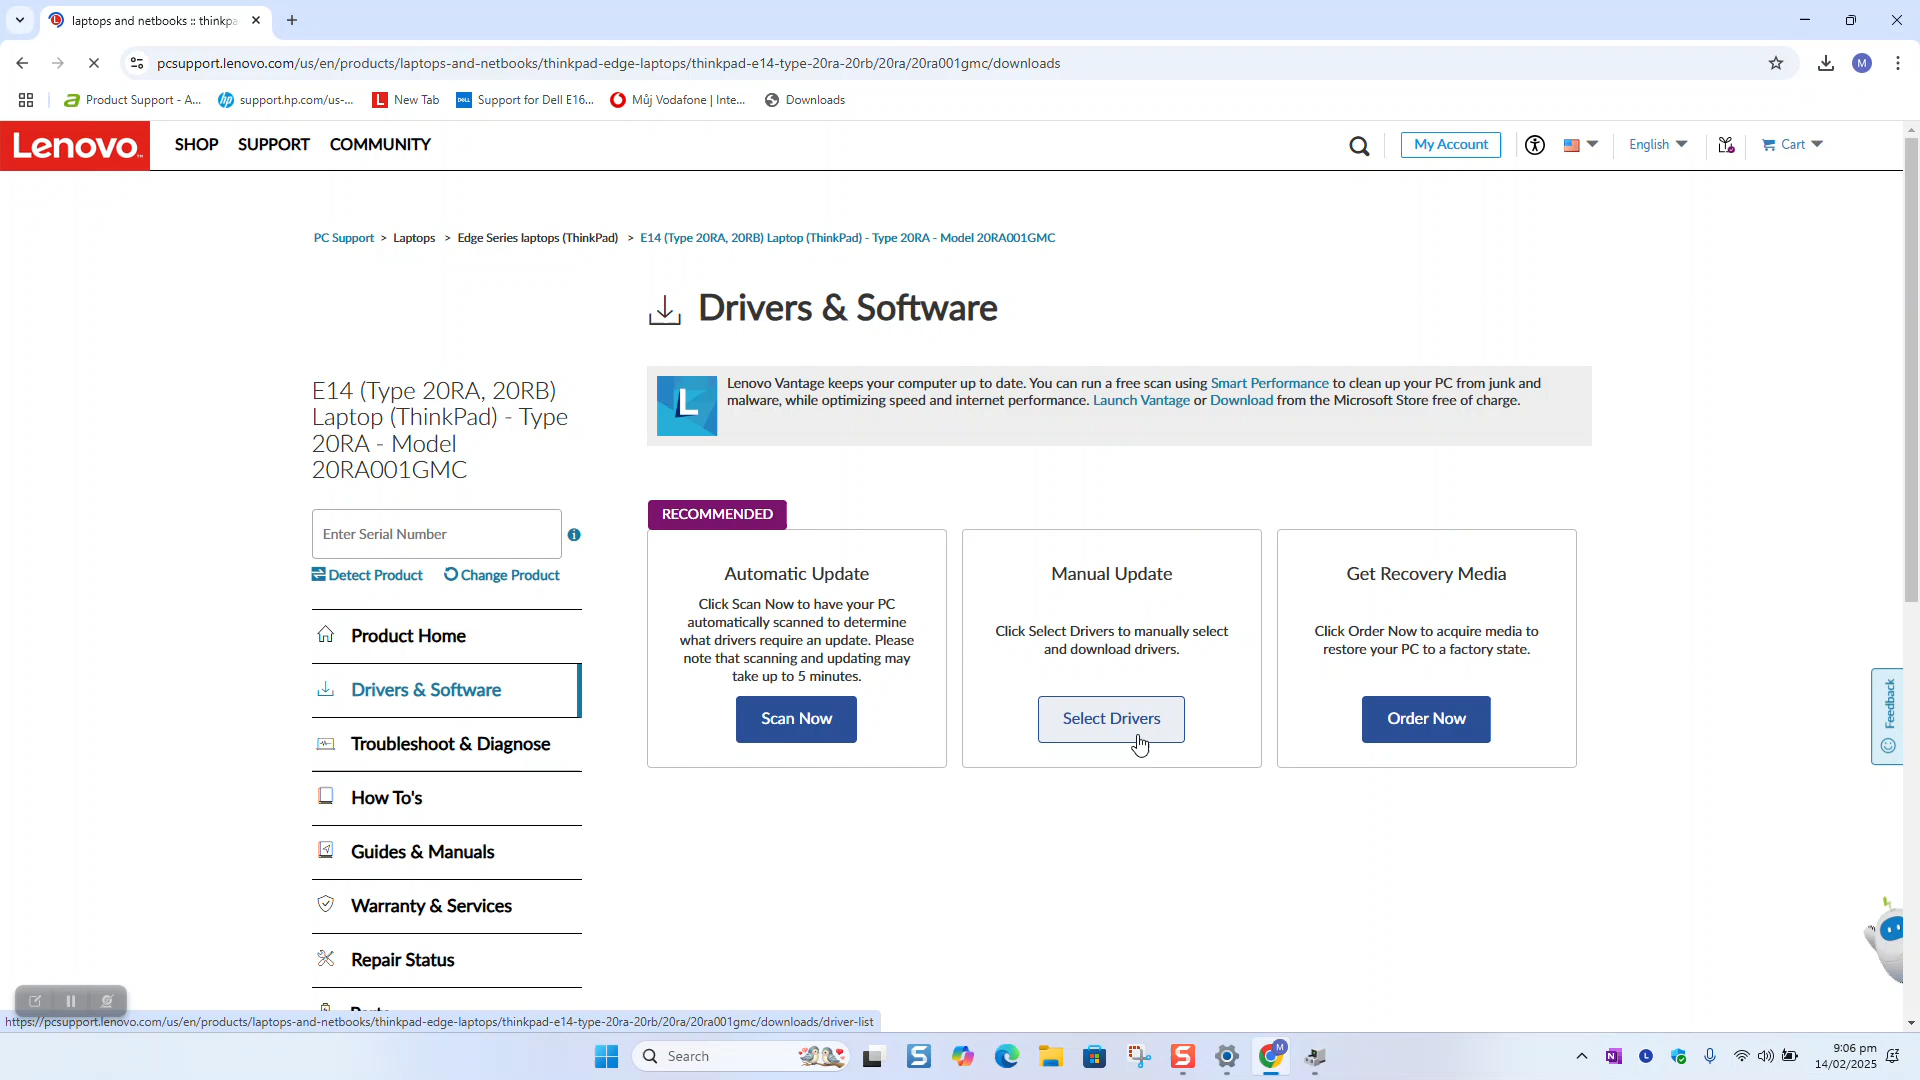 laptops and netbooks :: thinkpa
pcsupport.lenovo.com/us/en/products/laptops-and-netbooks/thinkpad-edge-laptops/thinkpad-e14-type-20ra-20rb/20ra/20ra001gmc/downloads
M
Product Support - A...
support.hp.com/us-...
New Tab
Support for Dell E16...
Můj Vodafone | Inte...
Downloads
Lenovo
SHOP
SUPPORT
COMMUNITY
My Account
English
Cart
PC Support > Laptops > Edge Series laptops (ThinkPad) > E14 (Type 20RA, 20RB) Laptop (ThinkPad) - Type 20RA - Model 20RA001GMC
Drivers & Software
L
Lenovo Vantage keeps your computer up to date. You can run a free scan using Smart Performance to clean up your PC from junk and
malware, while optimizing speed and internet performance. Launch Vantage or Download from the Microsoft Store free of charge.
E14 (Type 20RA, 20RB)
Laptop (ThinkPad) - Type
20RA - Model
20RA001GMC
Enter Serial Number
Detect Product
Change Product
Product Home
Drivers & Software
Troubleshoot & Diagnose
How To's
Guides & Manuals
Warranty & Services
Repair Status
RECOMMENDED
Automatic Update
Click Scan Now to have your PC
automatically scanned to determine
what drivers require an update. Please
note that scanning and updating may
take up to 5 minutes.
Scan Now
Manual Update
Click Select Drivers to manually select
and download drivers.
Select Drivers
Get Recovery Media
Click Order Now to acquire media to
restore your PC to a factory state.
Order Now
Feedback
https://pcsupport.lenovo.com/us/en/products/laptops-and-netbooks/thinkpad-edge-laptops/thinkpad-e14-type-20ra-20rb/20ra/20ra001gmc/downloads/driver-list
Search
9:06 pm
14/02/2025